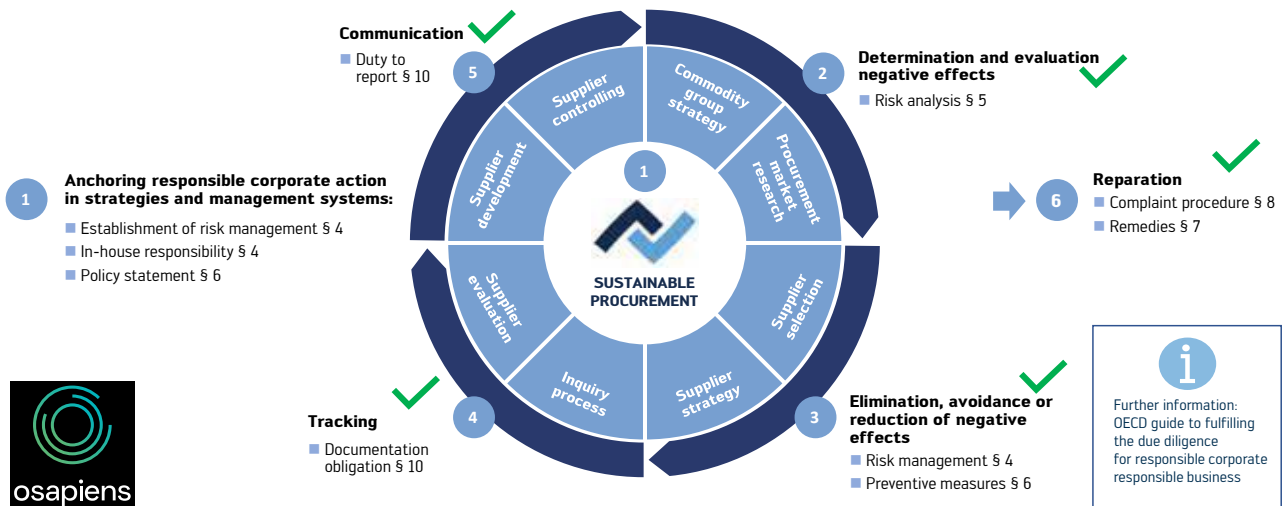 Communication
Duty to
report § 10
5
2
Determination and evaluation
negative effects
Risk analysis § 5
1
Anchoring responsible corporate action
in strategies and management systems:
Establishment of risk management § 4
In-house responsibility § 4
Policy statement § 6
Supplier
controlling
Commodity
group
strategy
Procurement
market
research
Supplier
selection
Supplier
strategy
Inquiry
process
Supplier
evaluation
Supplier
development
1
SUSTAINABLE
PROCUREMENT
6
Reparation
Complaint procedure § 8
Remedies § 7
Tracking
Documentation
obligation § 10
4
3
Elimination, avoidance or
reduction of negative
effects
Risk management § 4
Preventive measures § 6
i
Further information:
OECD guide to fulfilling
the due diligence
for responsible corporate
responsible business
osapiens